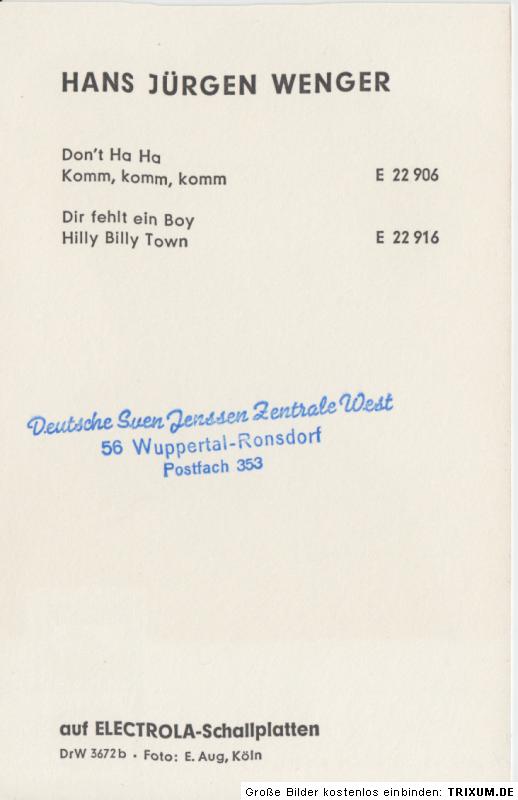 HANS JÜRGEN WENGER
Don't Ha Ha
Komm, komm, komm E 22 906
Dir fehlt ein Boy
Hilly Billy Town E 22 916
Deutsche Sven Jenssen Zentrale West
56 Wuppertal-Ronsdorf
Postfach 353
auf ELECTROLA-Schallplatten
DrW 3672b · Foto: E. Aug, Köln
Große Bilder kostenlos einbinden: TRIXUM.DE